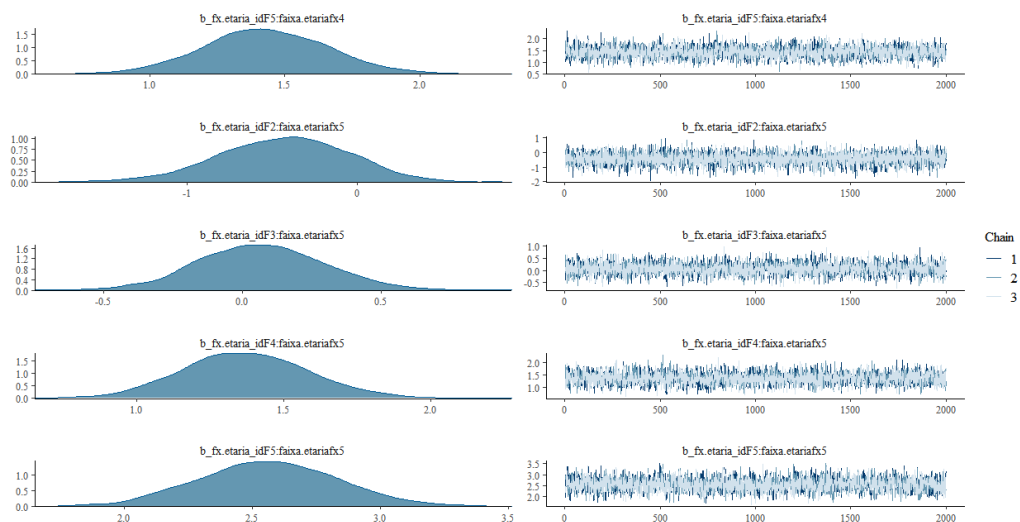 b_fx.etaria_idF5:faixa.etariafx4
1.5
1.0
0.5
0.0
1.0 1.5 2.0
b_fx.etaria_idF5:faixa.etariafx4
2.0
1.5
1.0
0.5
0 500 1000 1500 2000
b_fx.etaria_idF2:faixa.etariafx5
1.00
0.75
0.50
0.25
0.00
-1 0
b_fx.etaria_idF2:faixa.etariafx5
1
0
-1
-2
0 500 1000 1500 2000
b_fx.etaria_idF3:faixa.etariafx5
1.6
1.2
0.8
0.4
0.0
-0.5 0.0 0.5
b_fx.etaria_idF3:faixa.etariafx5
1.0
0.5
0.0
-0.5
0 500 1000 1500 2000
Chain
1
2
3
b_fx.etaria_idF4:faixa.etariafx5
1.5
1.0
0.5
0.0
1.0 1.5 2.0
b_fx.etaria_idF4:faixa.etariafx5
2.0
1.5
1.0
0 500 1000 1500 2000
b_fx.etaria_idF5:faixa.etariafx5
1.0
0.5
0.0
2.0 2.5 3.0 3.5
b_fx.etaria_idF5:faixa.etariafx5
3.5
3.0
2.5
2.0
0 500 1000 1500 2000